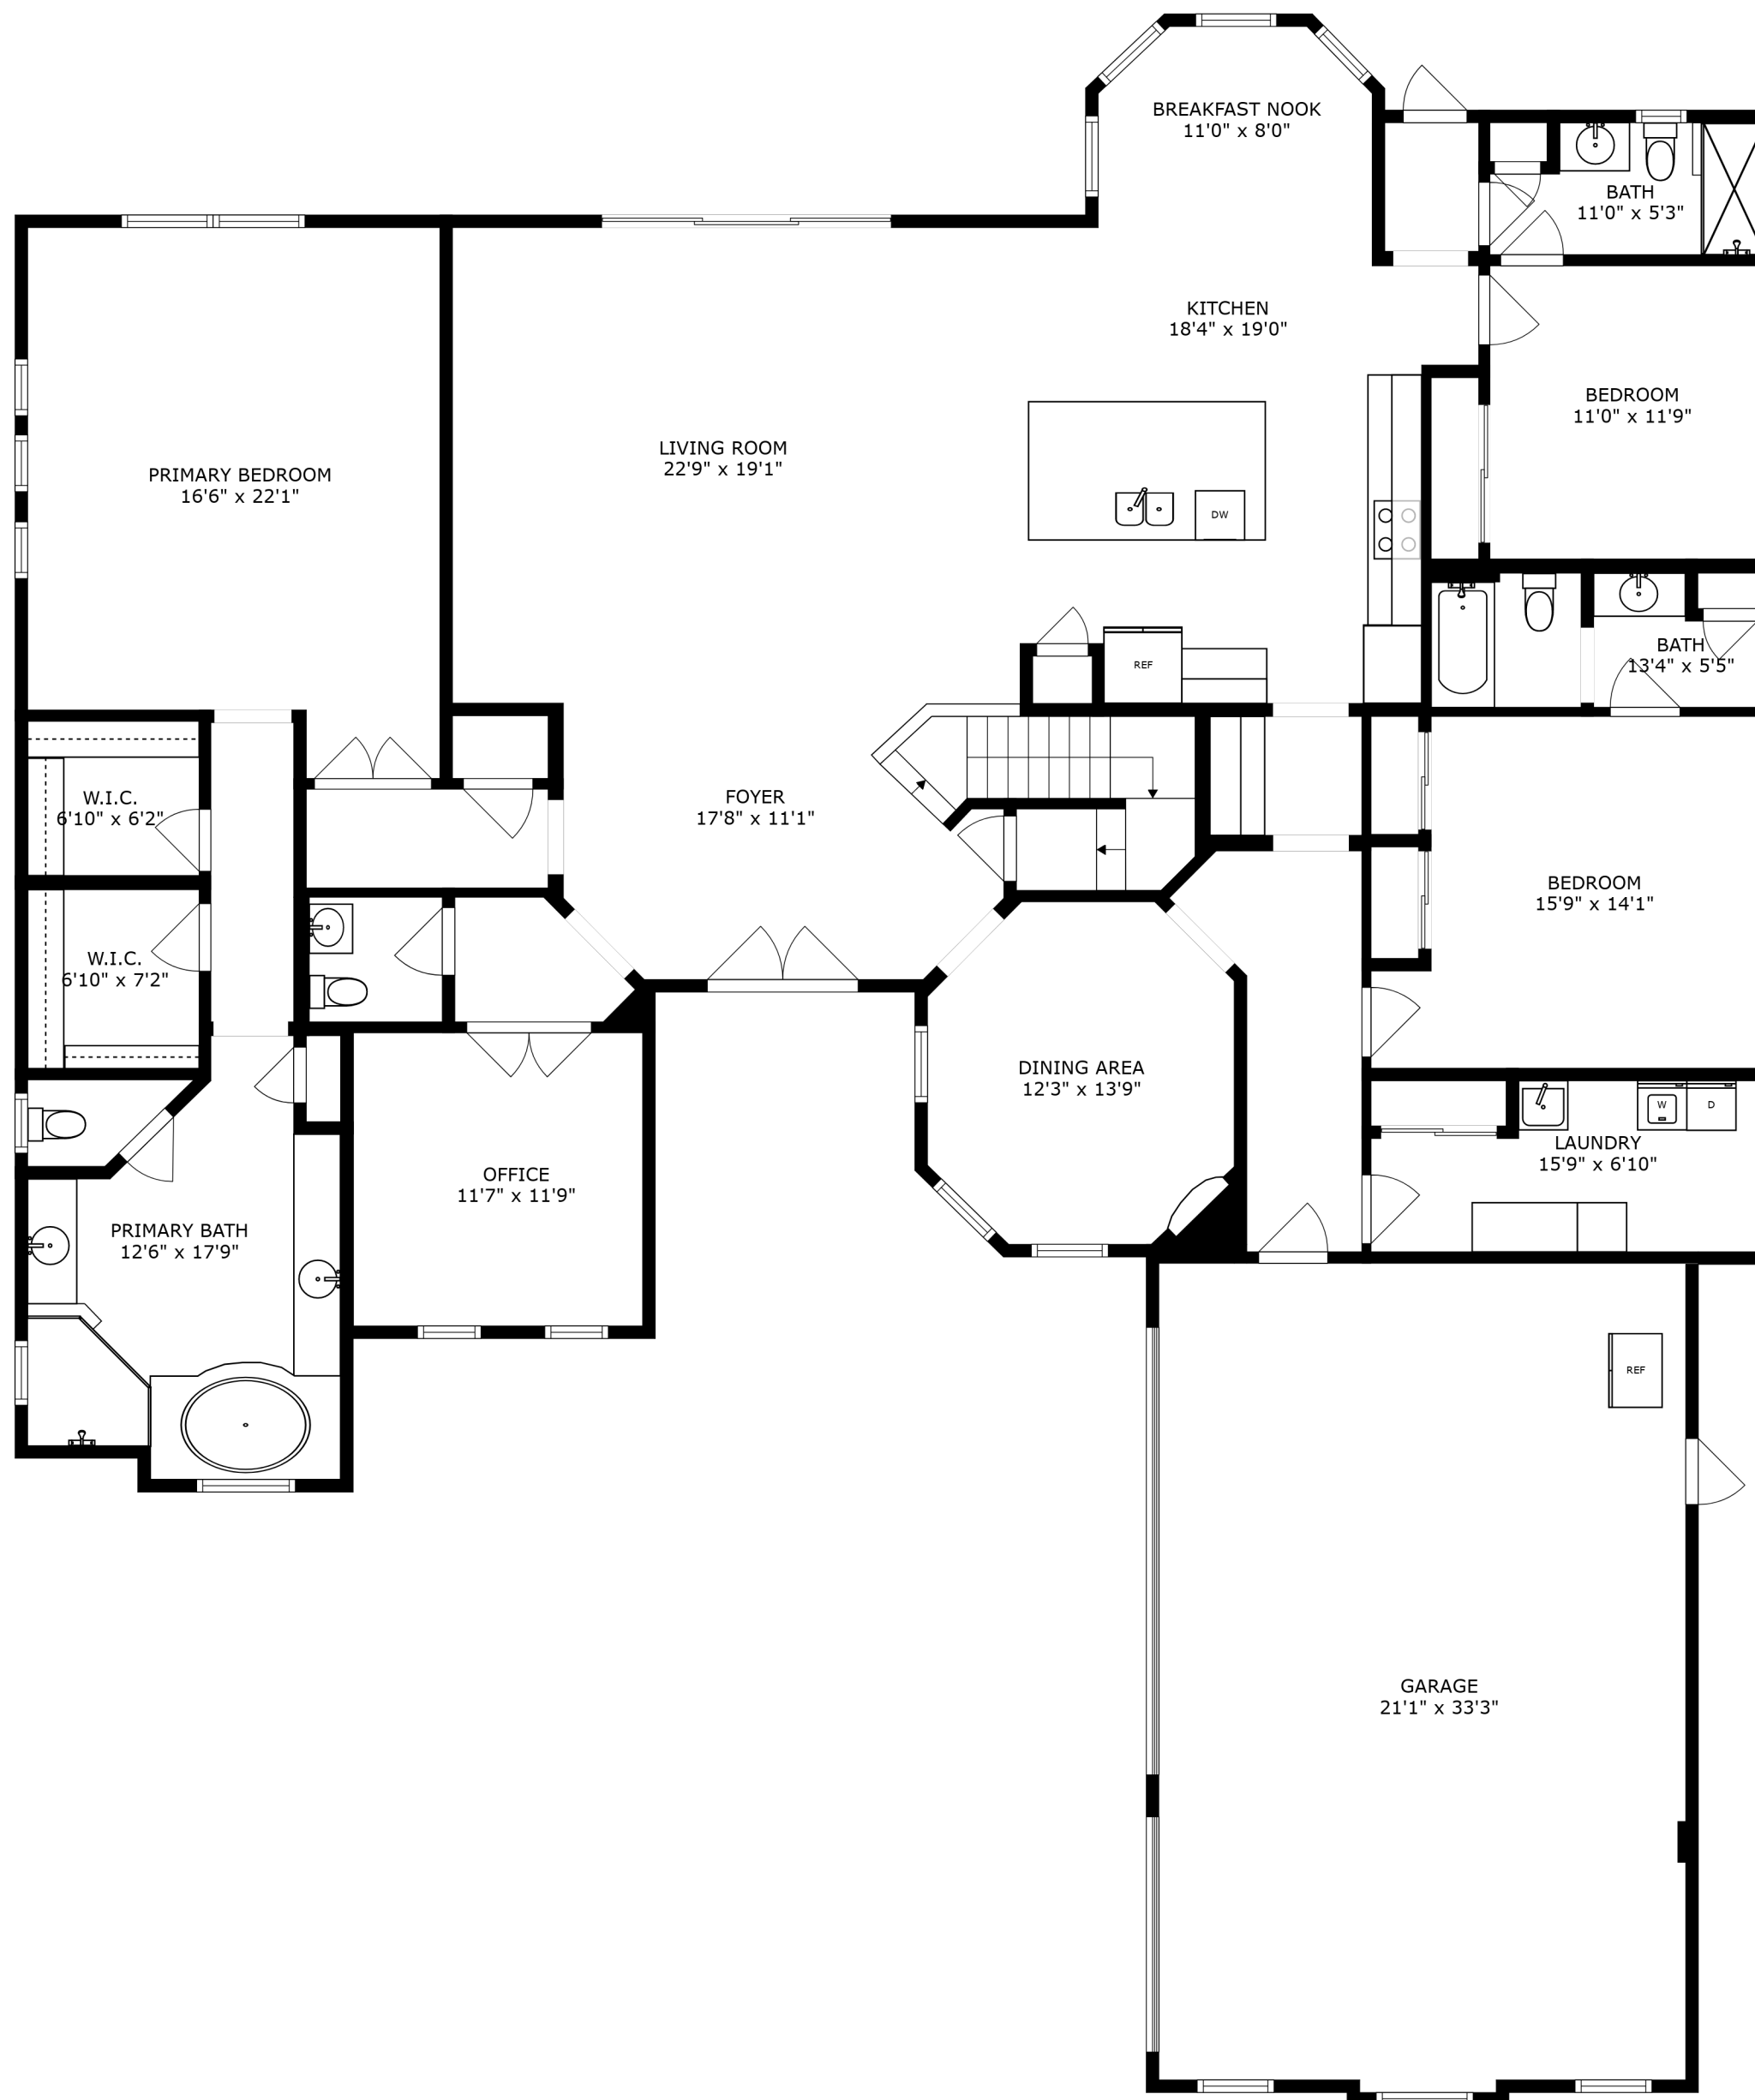 BREAKFAST NOOK
11'0" x 8'0"
BATH
11'0" x 5'3"
KITCHEN
18'4" x 19'0"
BEDROOM
11'0" x 11'9"
LIVING ROOM
22'9" x 19'1"
PRIMARY BEDROOM
16'6" x 22'1"
DW
BATH
13'4" x 5'5"
REF
W.I.C.
6'10" x 6'2"
FOYER
17'8" x 11'1"
BEDROOM
15'9" x 14'1"
W.I.C.
6'10" x 7'2"
DINING AREA
12'3" x 13'9"
W
D
LAUNDRY
15'9" x 6'10"
OFFICE
11'7" x 11'9"
PRIMARY BATH
12'6" x 17'9"
REF
GARAGE
21'1" x 33'3"